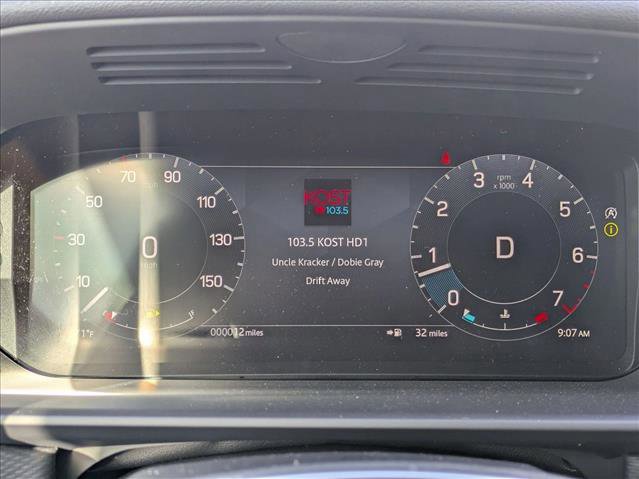 70 90
50 110
30 130
10 150
0
mph
1°F
000012 miles
KOST
103.5
103.5 KOST HD1
Uncle Kracker / Dobie Gray
Drift Away
32 miles
rpm
x 1000
3 4
2 5
1 6
0 7
D
9:07 AM